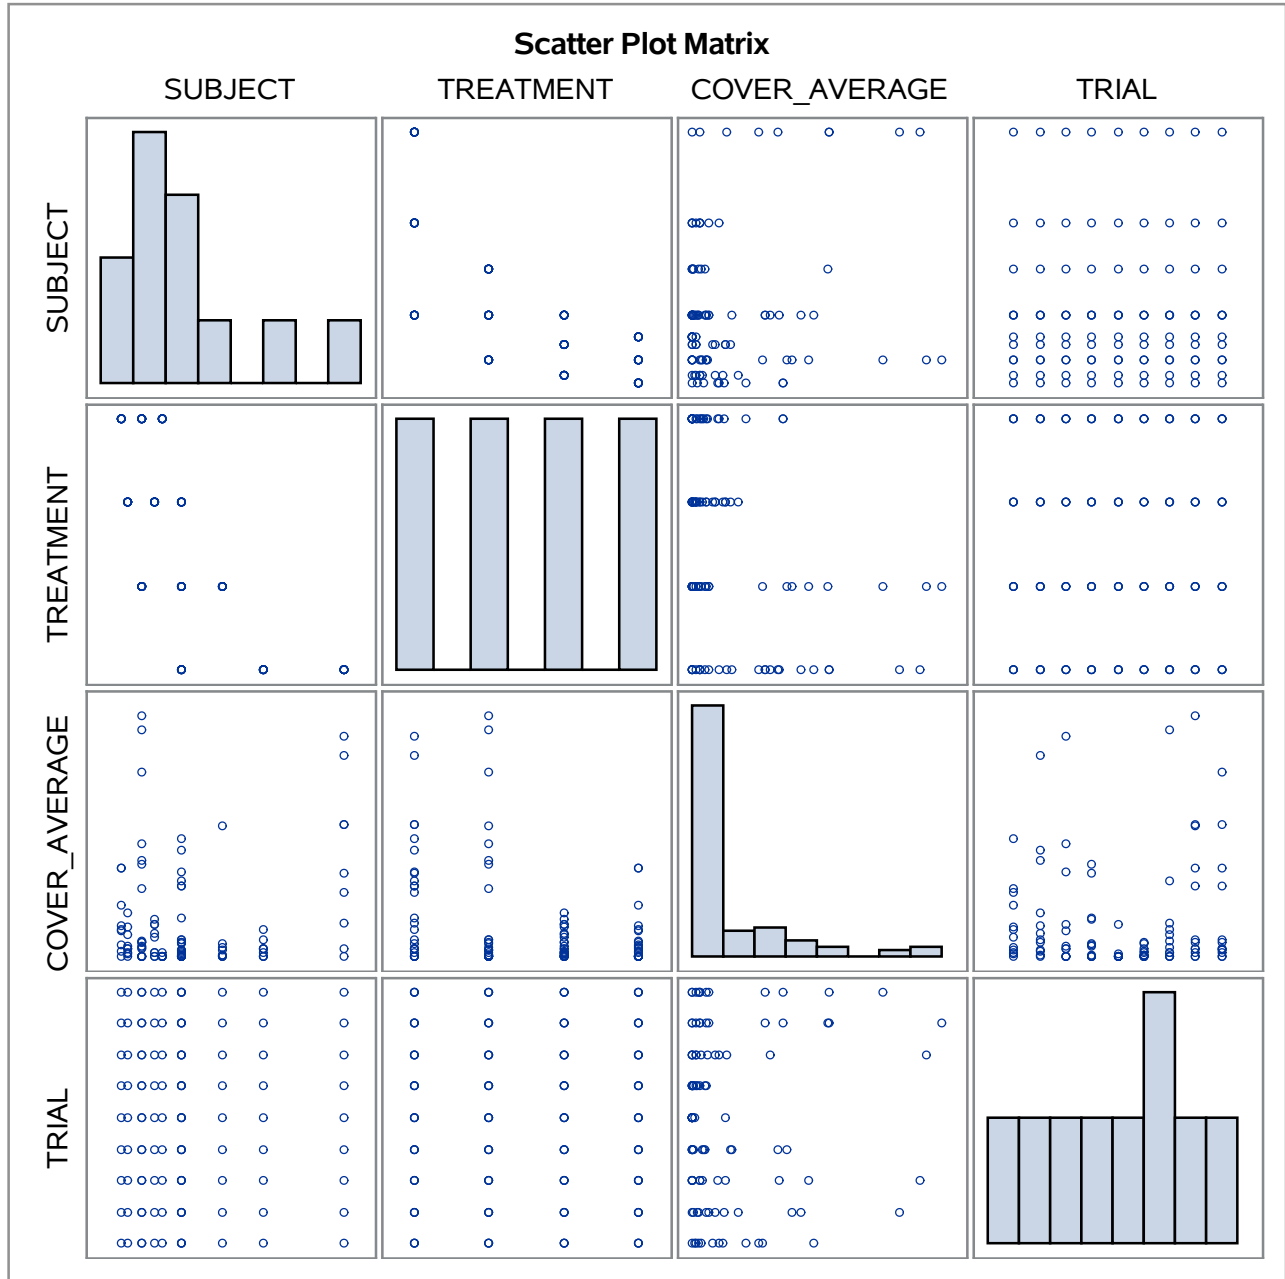 Scatter Plot Matrix
SUBJECT TREATMENT COVER_AVERAGE TRIAL
SUBJECT
TREATMENT
COVER_AVERAGE
TRIAL